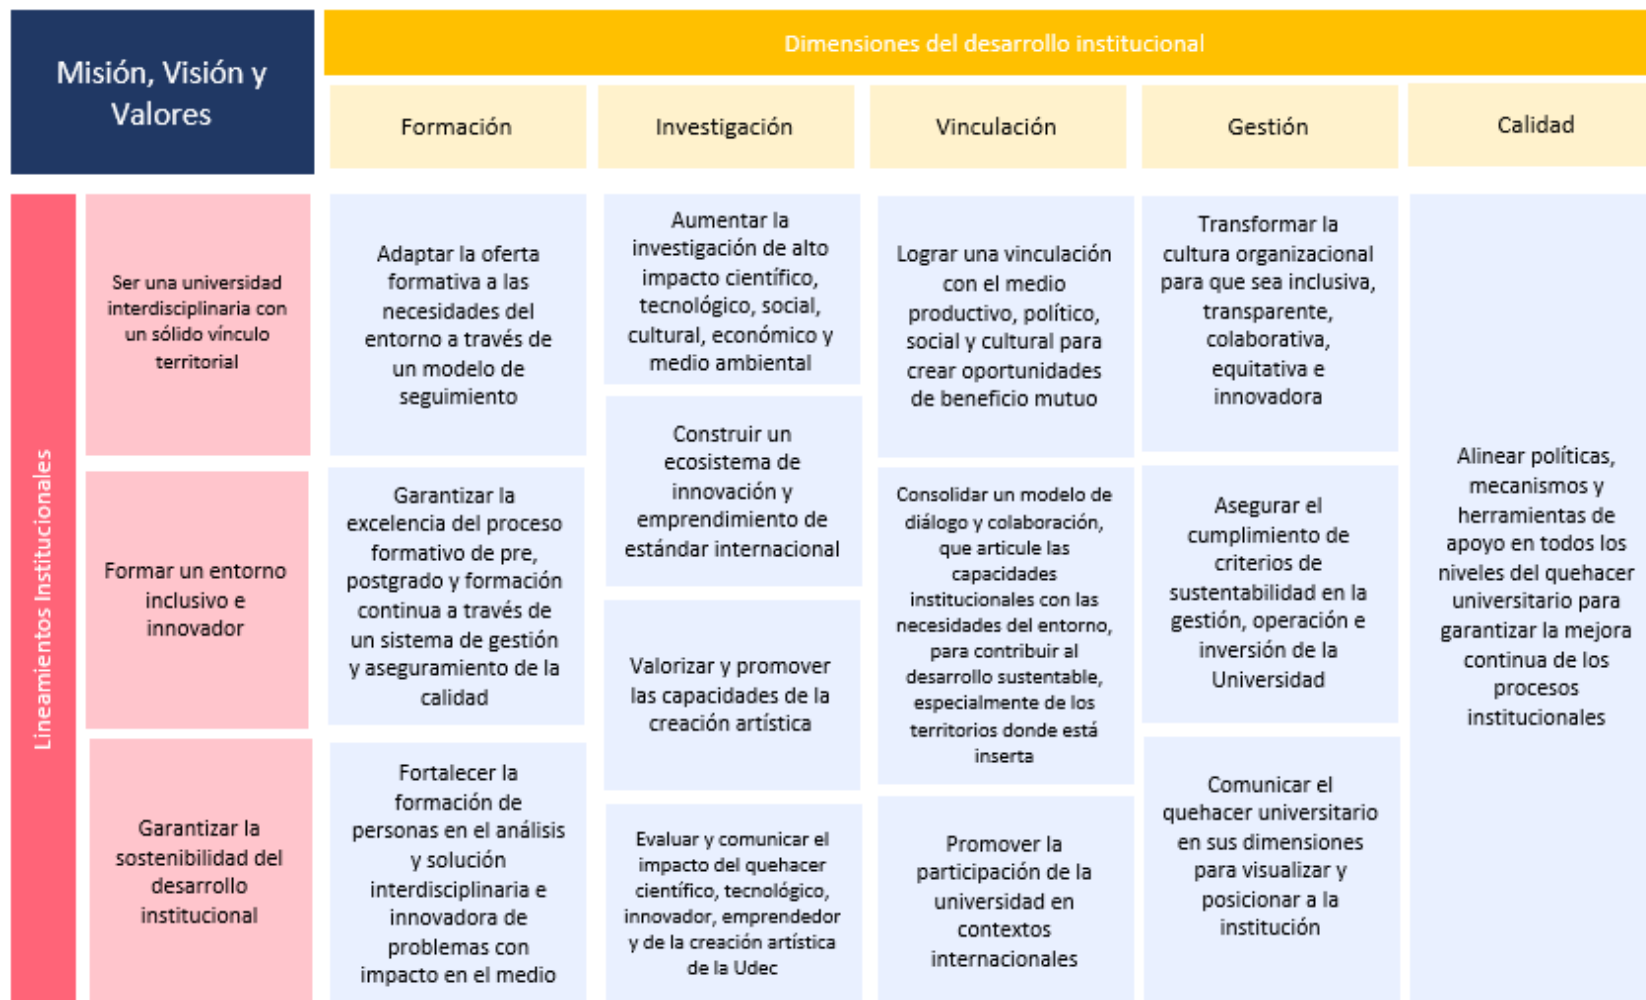 Misión, Visión y
Valores
Dimensiones del desarrollo institucional
Formación
Investigación
Vinculación
Gestión
Calidad
Lineamientos Institucionales
Ser una universidad
interdisciplinaria con
un sólido vínculo
territorial
Adaptar la oferta
formativa a las
necesidades del
entorno a través de
un modelo de
seguimiento
Aumentar la
investigación de alto
impacto científico,
tecnológico, social,
cultural, económico y
medio ambiental
Lograr una vinculación
con el medio
productivo, político,
social y cultural para
crear oportunidades
de beneficio mutuo
Transformar la
cultura organizacional
para que sea inclusiva,
transparente,
colaborativa,
equitativa e
innovadora
Alinear políticas,
mecanismos y
herramientas de
apoyo en todos los
niveles del quehacer
universitario para
garantizar la mejora
continua de los
procesos
institucionales
Construir un
ecosistema de
innovación y
emprendimiento de
estándar internacional
Formar un entorno
inclusivo e
innovador
Garantizar la
excelencia del proceso
formativo de pre,
postgrado y formación
continua a través de
un sistema de gestión
y aseguramiento de la
calidad
Consolidar un modelo de
diálogo y colaboración,
que articule las
capacidades
institucionales con las
necesidades del entorno,
para contribuir al
desarrollo sustentable,
especialmente de los
territorios donde está
inserta
Asegurar el
cumplimiento de
criterios de
sustentabilidad en la
gestión, operación e
inversión de la
Universidad
Valorizar y promover
las capacidades de la
creación artística
Garantizar la
sostenibilidad del
desarrollo
institucional
Fortalecer la
formación de
personas en el análisis
y solución
interdisciplinaria e
innovadora de
problemas con
impacto en el medio
Evaluar y comunicar el
impacto del quehacer
científico, tecnológico,
innovador, emprendedor
y de la creación artística
de la Udec
Promover la
participación de la
universidad en
contextos
internacionales
Comunicar el
quehacer universitario
en sus dimensiones
para visualizar y
posicionar a la
institución